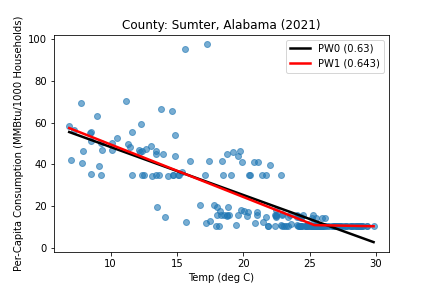 County: Sumter, Alabama (2021)
PW0 (0.63)
PW1 (0.643)
Per-Capita Consumption (MMBtu/1000 Households)
100
80
60
40
20
0
5 10 15 20 25 30
Temp (deg C)